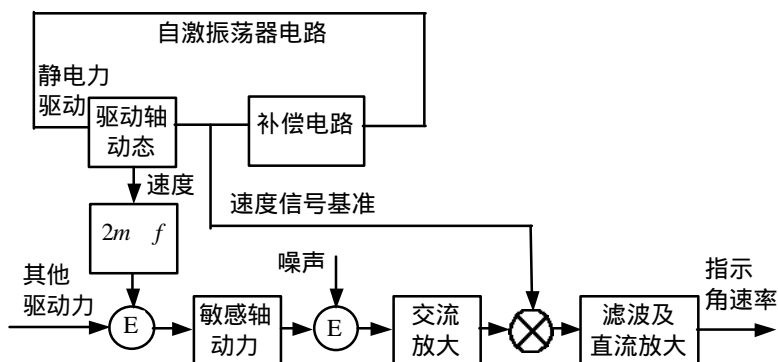 自激振荡器电路
静电力
驱动
驱动轴
动态
补偿电路
速度
速度信号基准
2m f
其他
驱动力
噪声
指示
角速率
E
敏感轴
动力
E
交流
放大
滤波及
直流放大